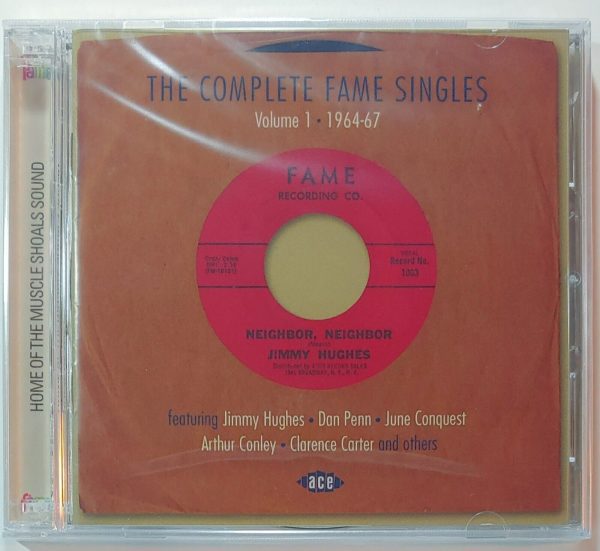 THE COMPLETE FAME SINGLES
Volume 1 • 1964-67
FAME
RECORDING CO.
VOCAL
Record No.
1003
NEIGHBOR, NEIGHBOR
JIMMY HUGHES
featuring Jimmy Hughes • Dan Penn • June Conquest
Arthur Conley • Clarence Carter and others
ace
HOME OF THE MUSCLE SHOALS SOUND